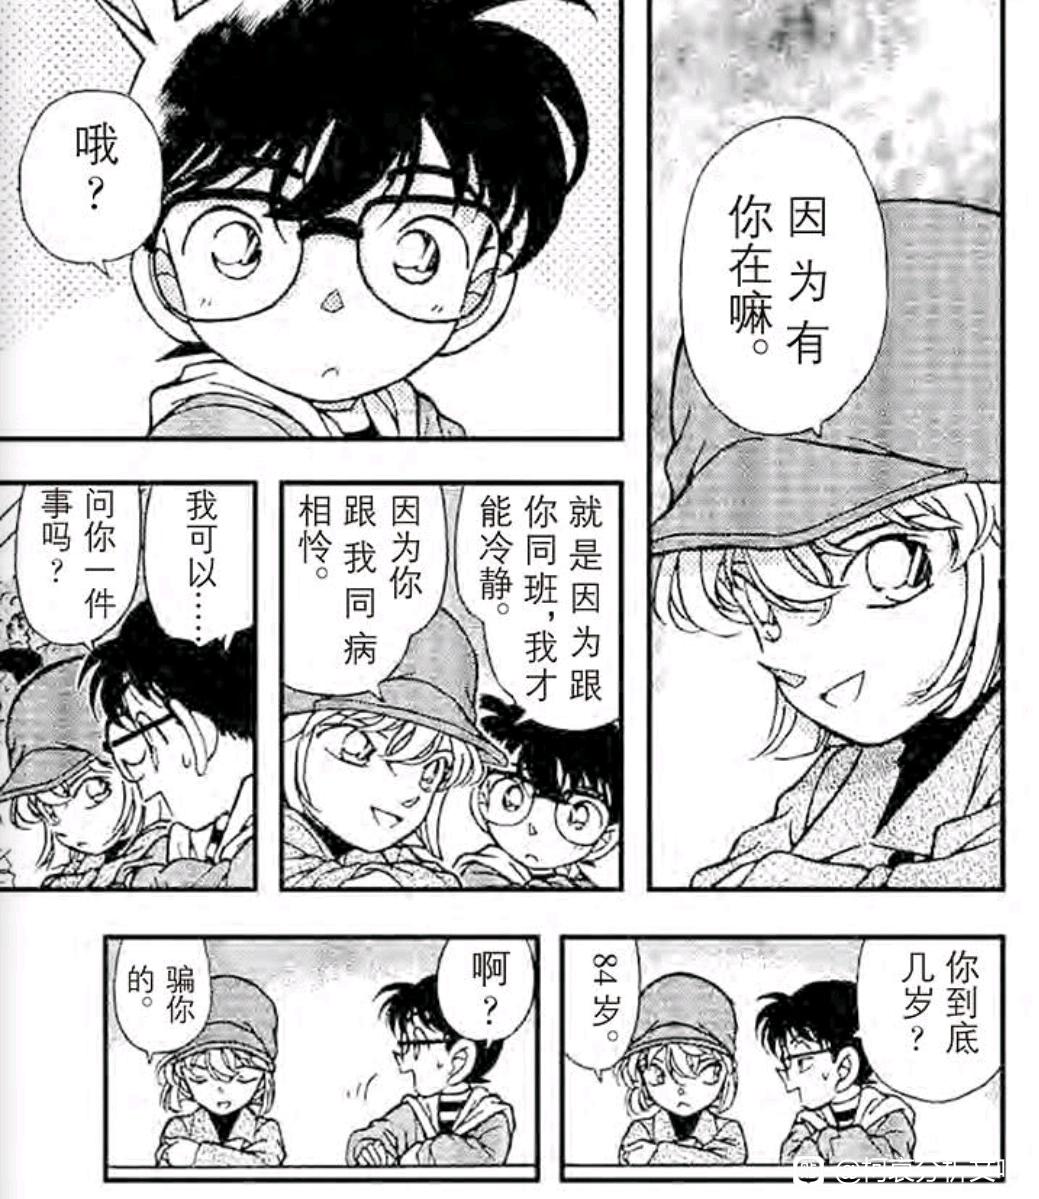 因为有
你在嘛。
哦？
就是因为跟
你同班，我才
能冷静。
因为你
跟我同病
相怜。
我可以……
问你一件
事吗？
你到底
几岁？
84岁。
啊？
骗你
的。